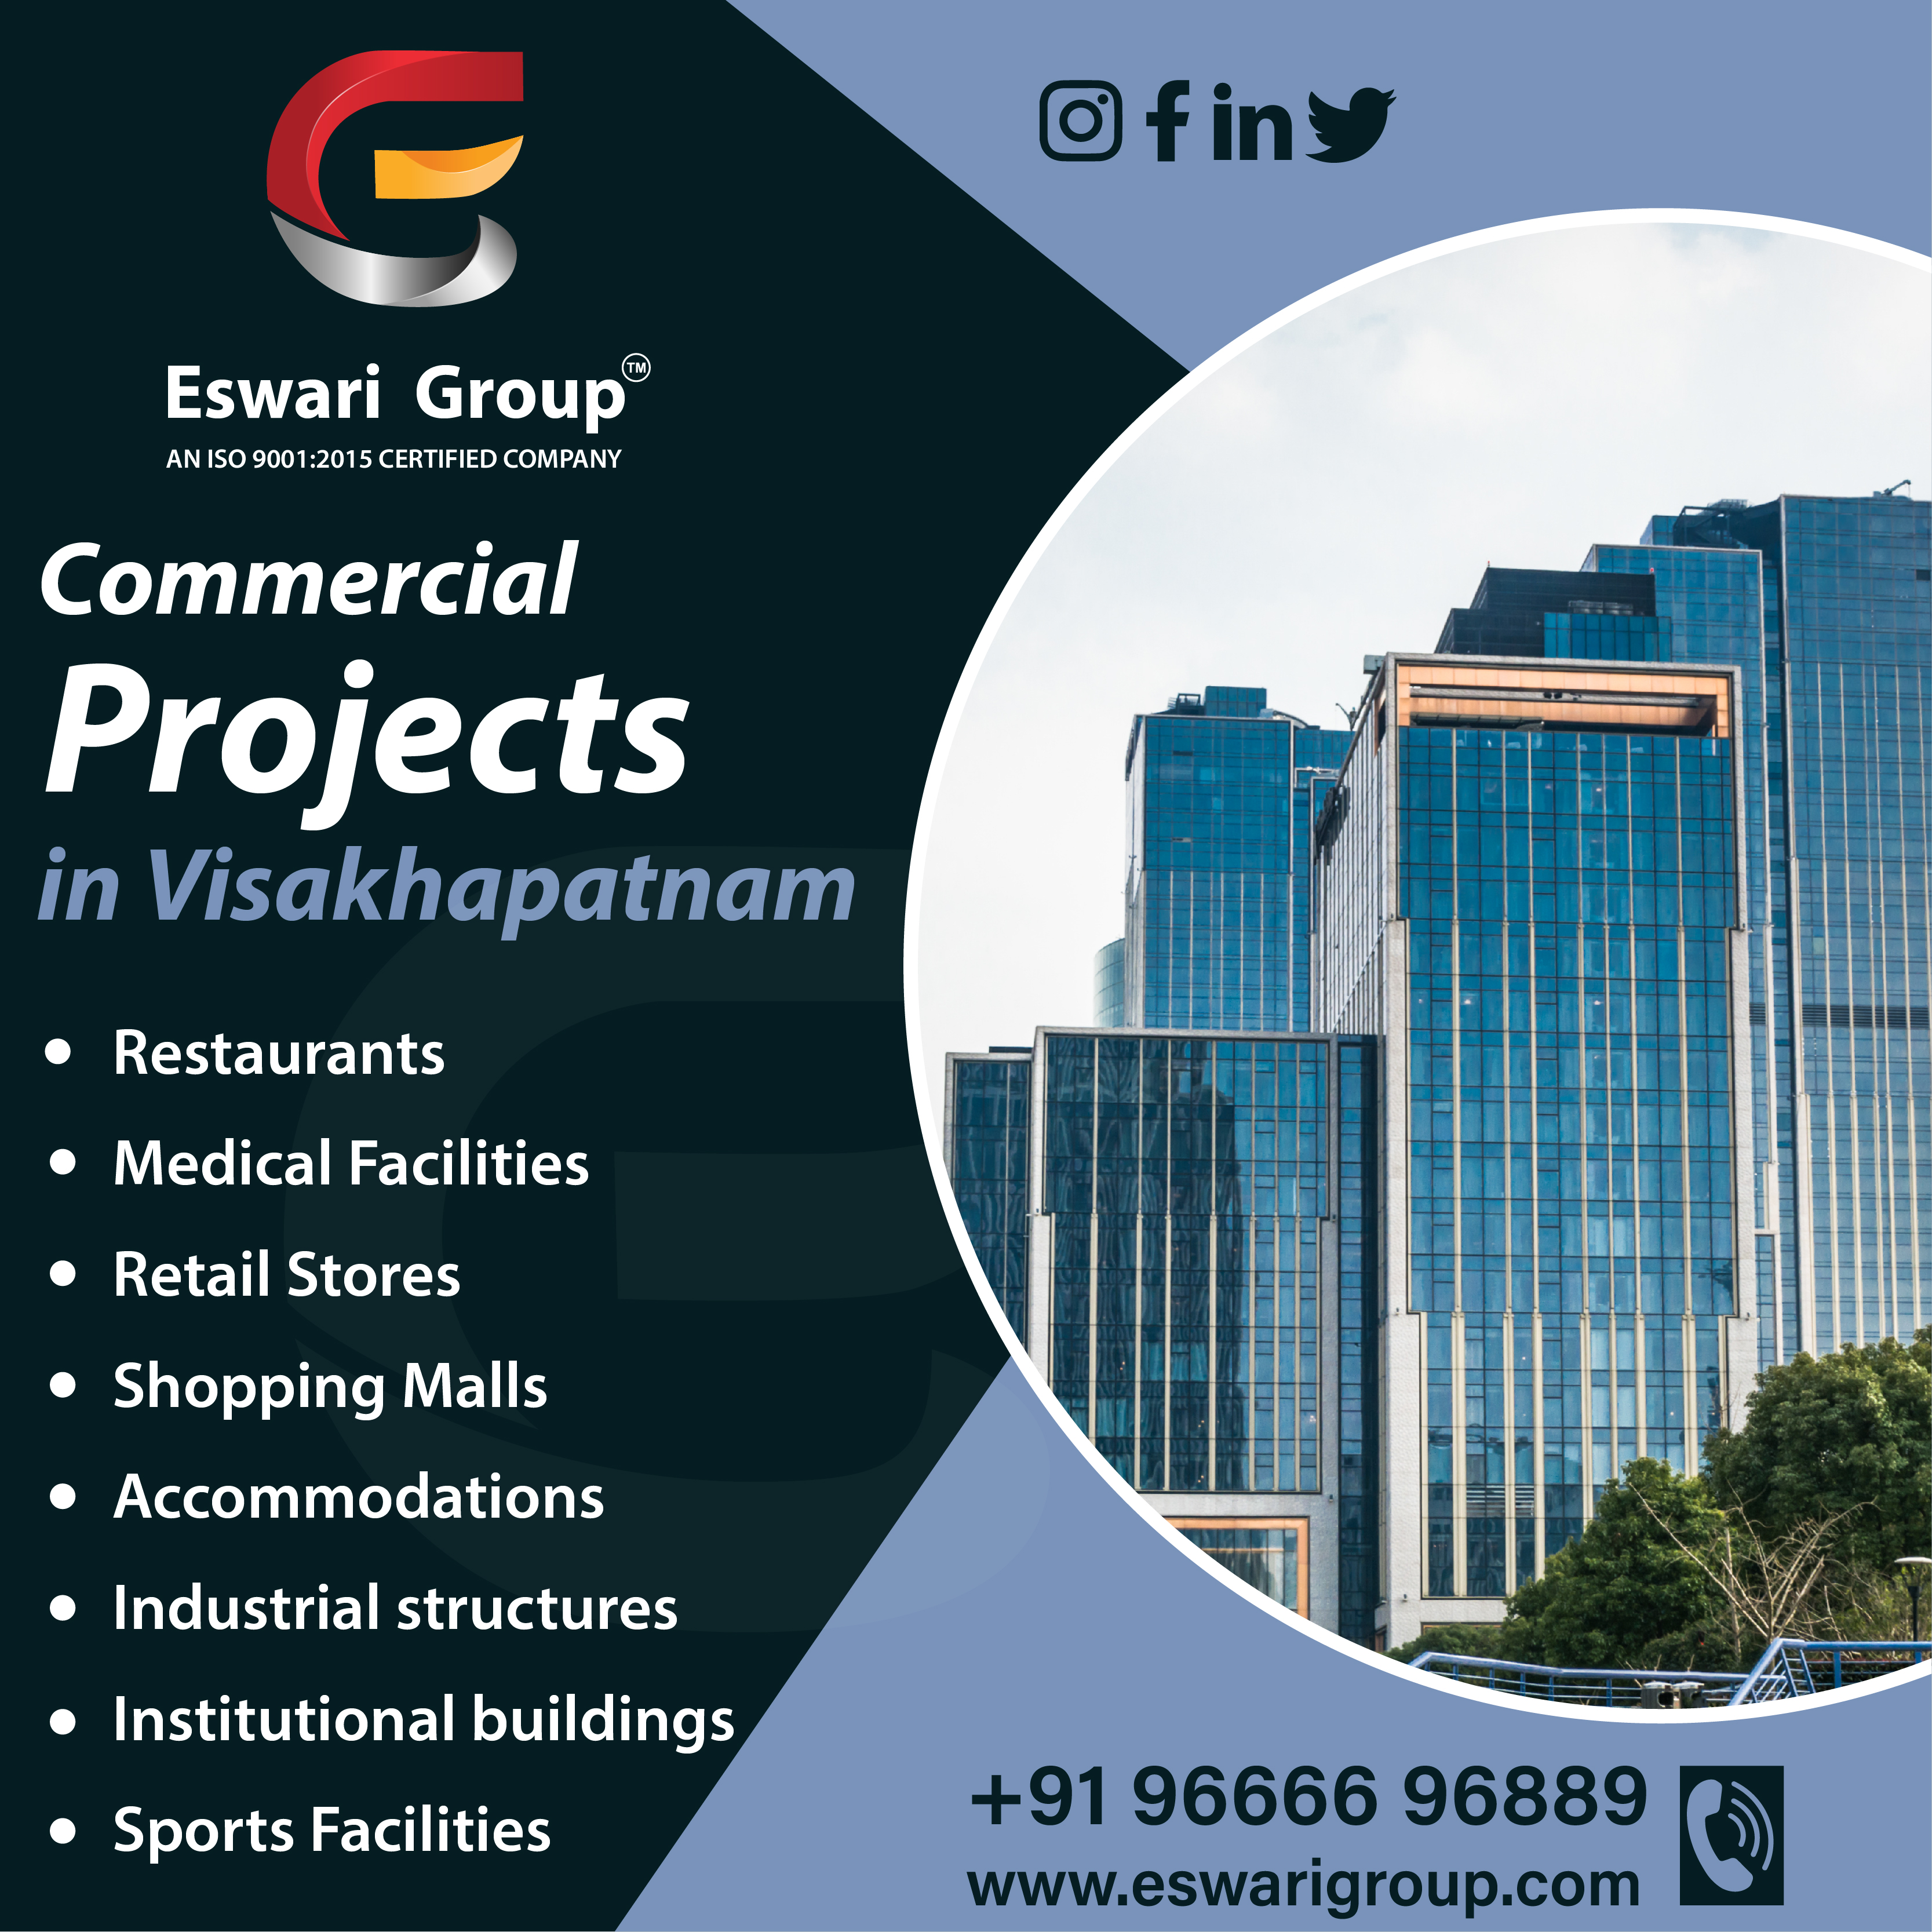 Eswari Group™
AN ISO 9001:2015 CERTIFIED COMPANY
Commercial
Projects
in Visakhapatnam
• Restaurants
• Medical Facilities
• Retail Stores
• Shopping Malls
• Accommodations
• Industrial structures
• Institutional buildings
• Sports Facilities
+91 96666 96889
www.eswarigroup.com